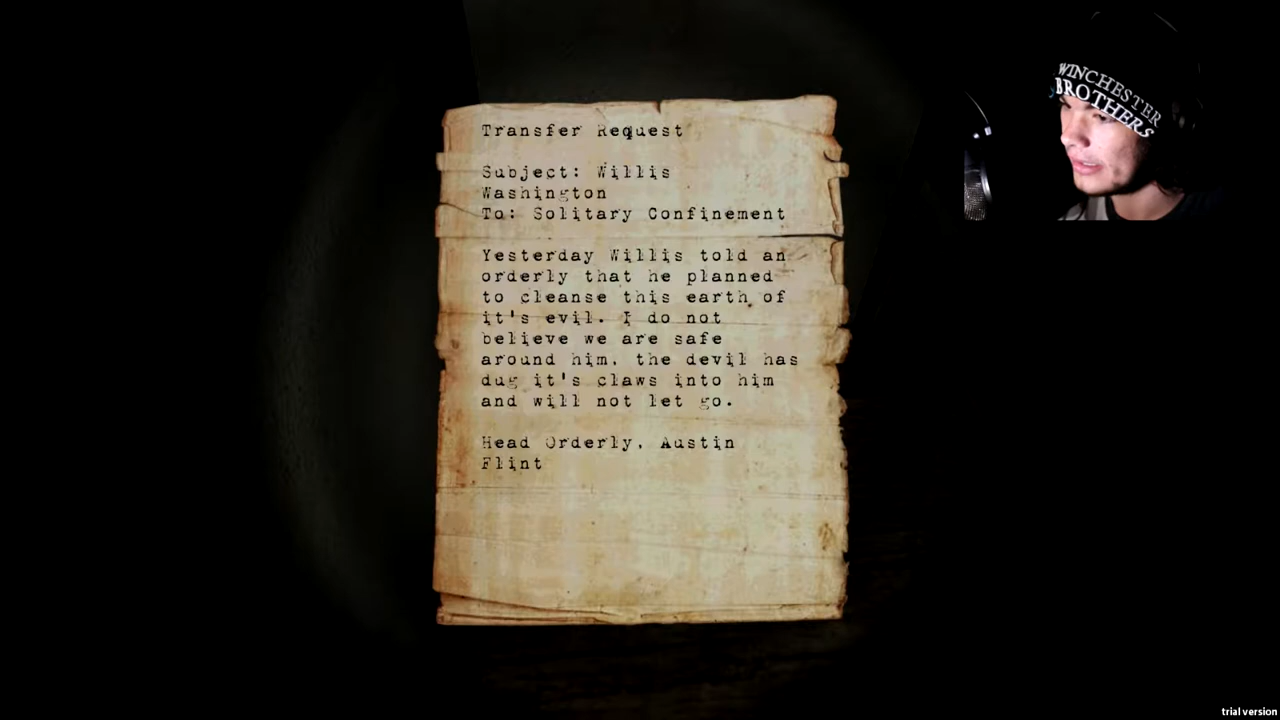 Transfer Request
Subject: Willis
Washington
To: Solitary Confinement
Yesterday Willis told an
orderly that he planned
to cleanse this earth of
it's evil. I do not
believe we are safe
around him. the devil has
dug it's claws into him
and will not let go.
Head Orderly, Austin
Flint
WINCHESTER
BROTHERS
trial version